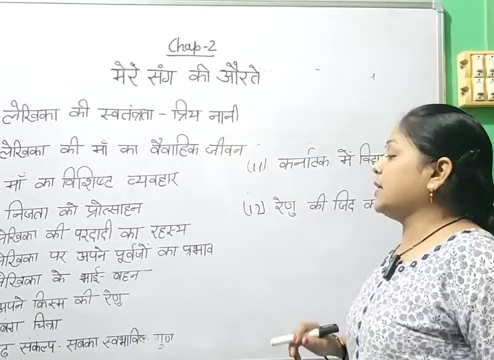 Chap-2
मेरे संग की औरते
लेखिका की स्वतंत्रता - प्रिय नानी
लेखिका की माँ का वैवाहिक जीवन
माँ का विशिष्ट व्यवहार
निजता को प्रोत्साहन
लेखिका की परदादी का रहस्य
लेखिका पर अपने पूर्वजों का प्रभाव
लेखिका के भाई-बहन
अपने किस्म की रेणु
चित्रा
संकल्प - सबका स्वभाविक गुण
(11) कर्नाटक में
(12) रेणु की जिद